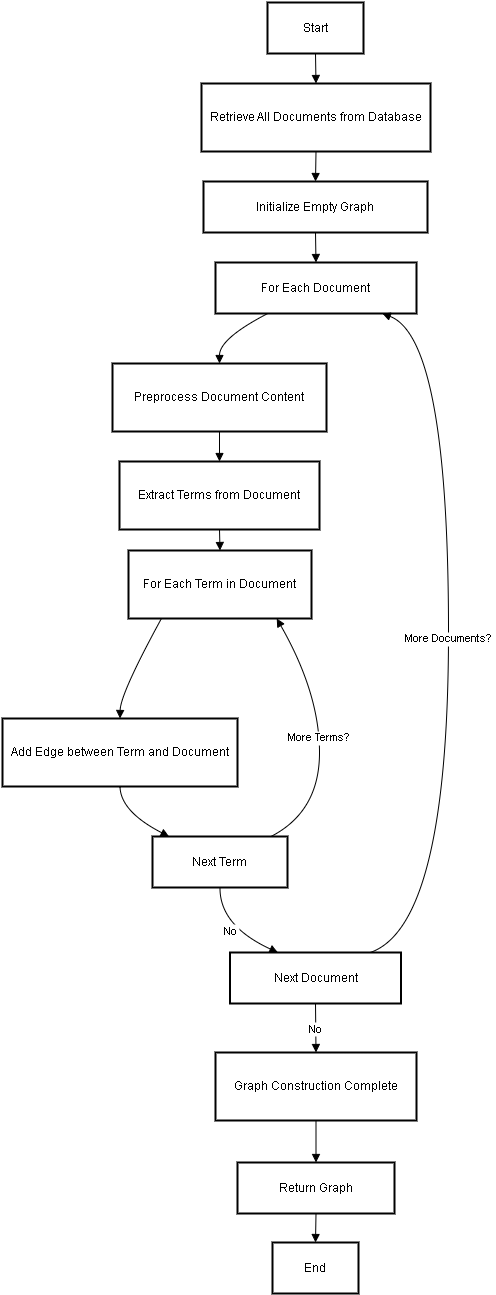 Start
Retrieve All Documents from Database
Initialize Empty Graph
For Each Document
Preprocess Document Content
Extract Terms from Document
For Each Term in Document
More Documents?
More Terms?
Add Edge between Term and Document
Next Term
No
Next Document
No
Graph Construction Complete
Return Graph
End